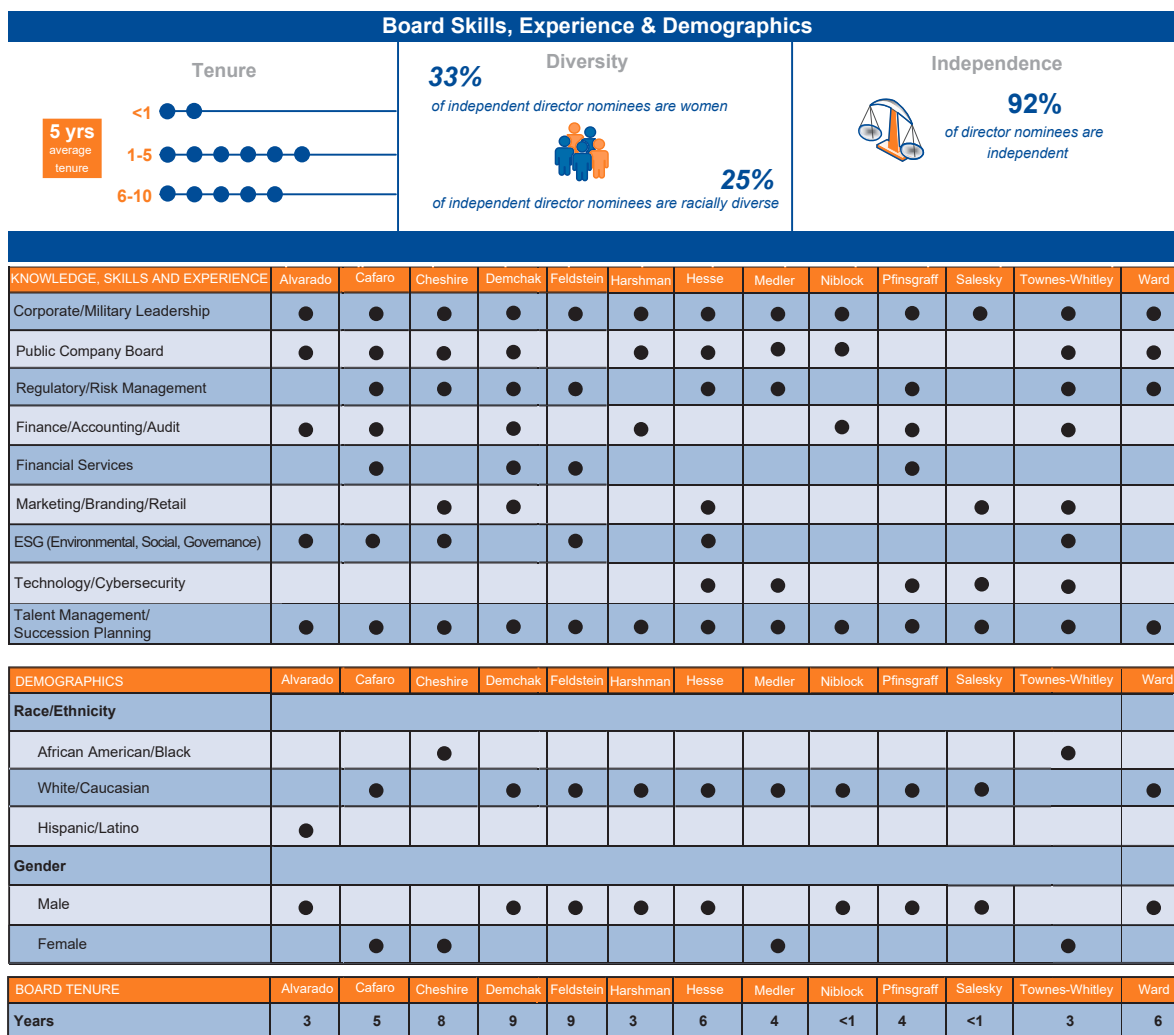 Board Skills, Experience & Demographics
Tenure
5 yrs
average
tenure
<1
1-5
6-10
Diversity
33%
of independent director nominees are women
25%
of independent director nominees are racially diverse
Independence
92%
of director nominees are
independent
KNOWLEDGE, SKILLS AND EXPERIENCE Alvarado Cafaro Cheshire Demchak Feldstein Harshman Hesse Medler Niblock Pfinsgraff Salesky Townes-Whitley Ward
Corporate/Military Leadership ● ● ● ● ● ● ● ● ● ● ● ● ●
Public Company Board ● ● ● ● ● ● ● ● ● ●
Regulatory/Risk Management ● ● ● ● ● ● ● ● ●
Finance/Accounting/Audit ● ● ● ● ● ● ●
Financial Services ● ● ● ●
Marketing/Branding/Retail ● ● ● ● ●
ESG (Environmental, Social, Governance) ● ● ● ● ● ●
Technology/Cybersecurity ● ● ● ● ●
Talent Management/
Succession Planning ● ● ● ● ● ● ● ● ● ● ● ● ●
DEMOGRAPHICS Alvarado Cafaro Cheshire Demchak Feldstein Harshman Hesse Medler Niblock Pfinsgraff Salesky Townes-Whitley Ward
Race/Ethnicity
African American/Black ● ●
White/Caucasian ● ● ● ● ● ● ● ● ● ●
Hispanic/Latino ●
Gender
Male ● ● ● ● ● ● ● ● ●
Female ● ● ● ●
BOARD TENURE Alvarado Cafaro Cheshire Demchak Feldstein Harshman Hesse Medler Niblock Pfinsgraff Salesky Townes-Whitley Ward
Years 3 5 8 9 9 3 6 4 <1 4 <1 3 6